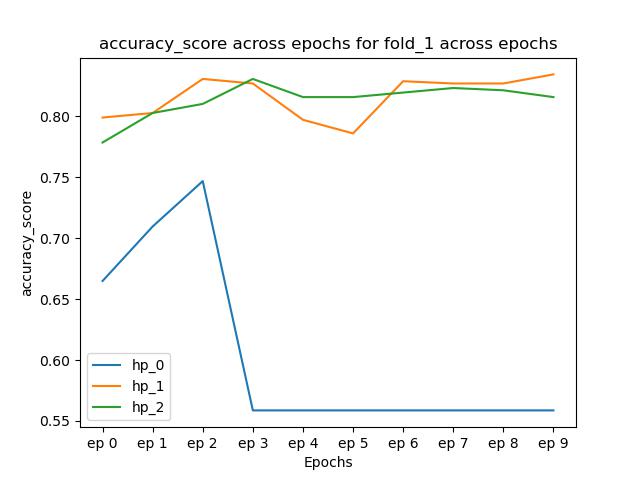 accuracy_score across epochs for fold_1 across epochs
accuracy_score
0.80
0.75
0.70
0.65
0.60
0.55
hp_0
hp_1
hp_2
ep 0 ep 1 ep 2 ep 3 ep 4 ep 5 ep 6 ep 7 ep 8 ep 9
Epochs